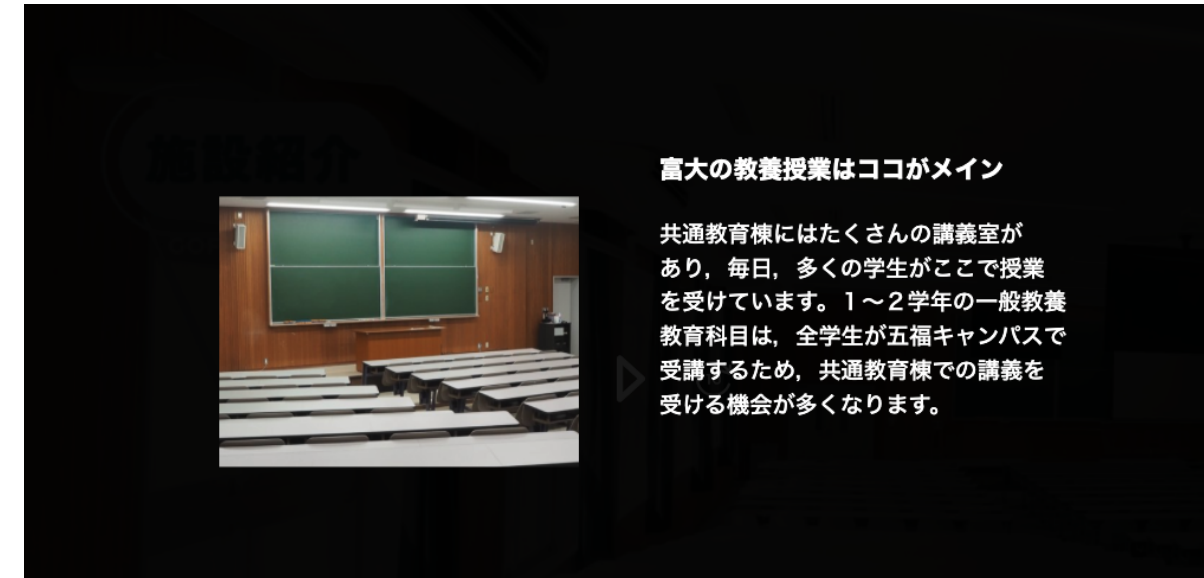 施設紹介
富大の教養授業はココがメイン
共通教育棟にはたくさんの講義室が
あり，毎日，多くの学生がここで授業
を受けています。１～２学年の一般教養
教育科目は，全学生が五福キャンパスで
受講するため，共通教育棟での講義を
受ける機会が多くなります。